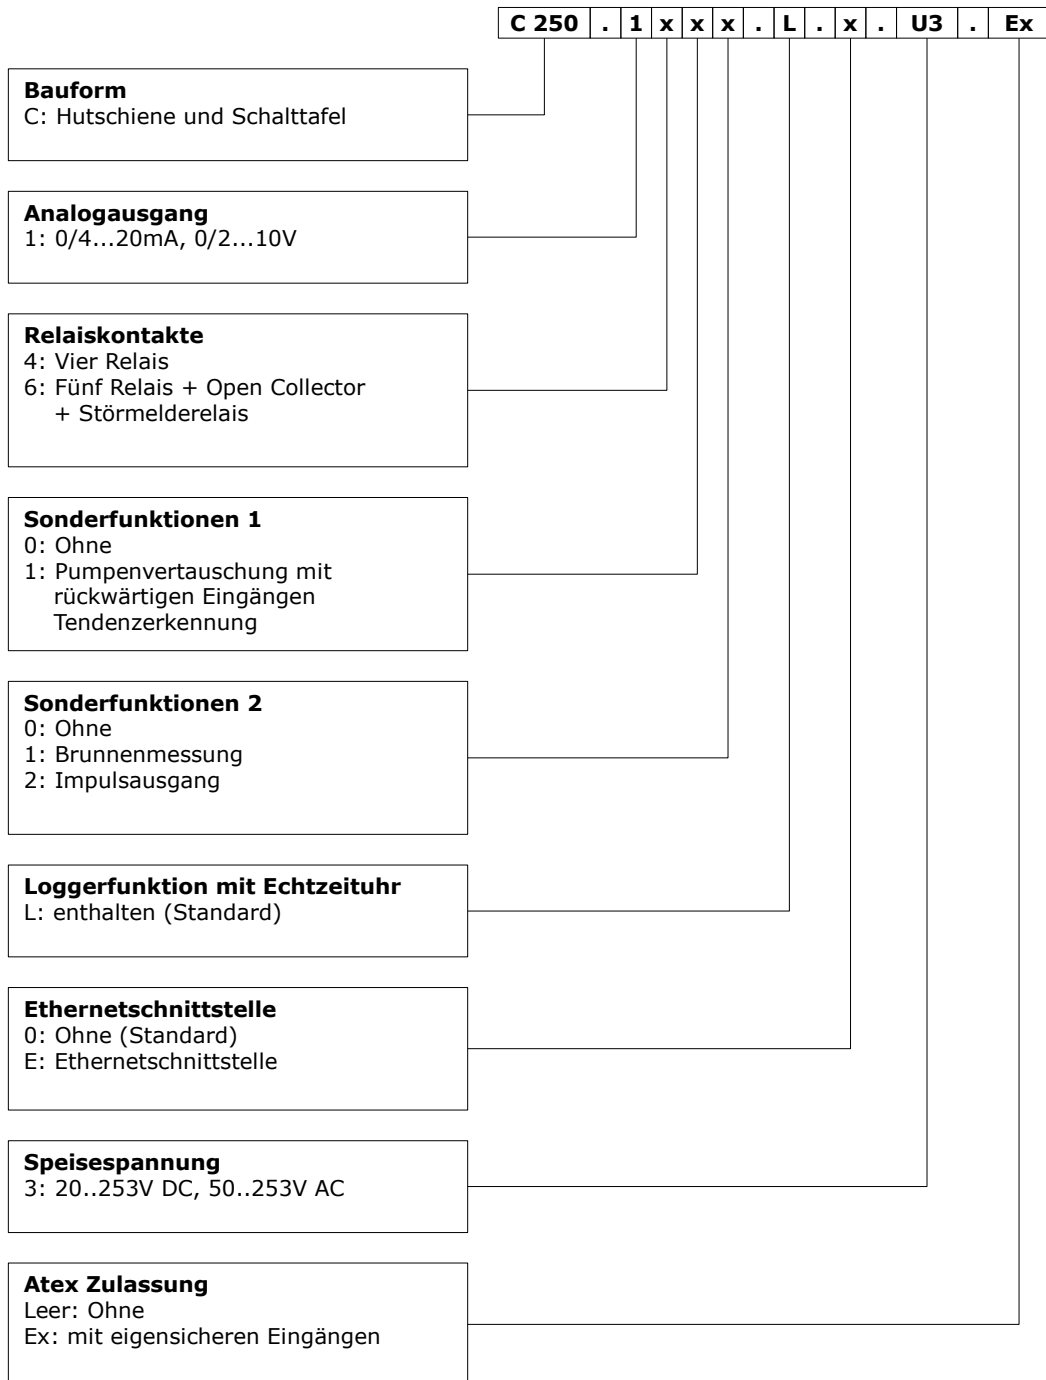 C 250 . 1 x x x . L . x . U3 . Ex
Bauform
C: Hutschiene und Schalttafel
Analogausgang
1: 0/4...20mA, 0/2...10V
Relaiskontakte
4: Vier Relais
6: Fünf Relais + Open Collector
+ Störmelderelais
Sonderfunktionen 1
0: Ohne
1: Pumpenvertauschung mit
rückwärtigen Eingängen
Tendenzerkennung
Sonderfunktionen 2
0: Ohne
1: Brunnenmessung
2: Impulsausgang
Loggerfunktion mit Echtzeituhr
L: enthalten (Standard)
Ethernetschnittstelle
0: Ohne (Standard)
E: Ethernetschnittstelle
Speisespannung
3: 20..253V DC, 50..253V AC
Atex Zulassung
Leer: Ohne
Ex: mit eigensicheren Eingängen